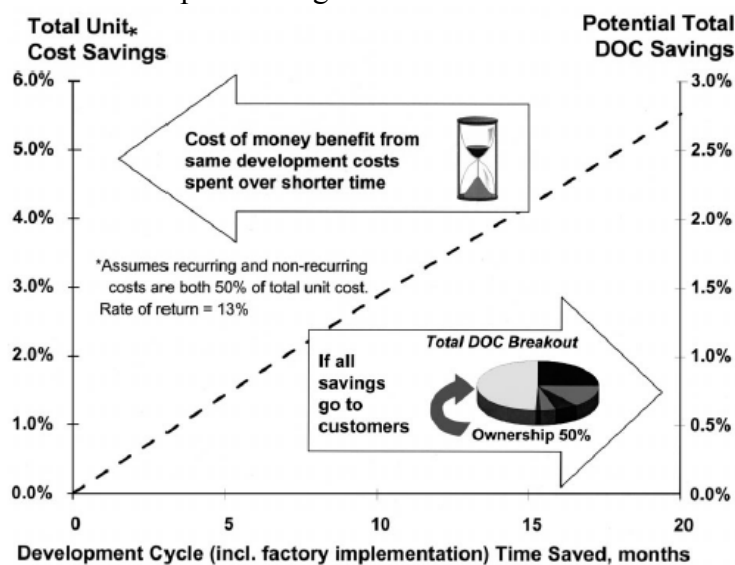 Total Unit*
Cost Savings
Potential Total
DOC Savings
6.0%
5.0%
4.0%
3.0%
2.0%
1.0%
0.0%
3.0%
2.5%
2.0%
1.5%
1.0%
0.5%
0.0%
Cost of money benefit from
same development costs
spent over shorter time
*Assumes recurring and non-recurring
costs are both 50% of total unit cost.
Rate of return = 13%
If all
savings
go to
customers
Total DOC Breakout
Ownership 50%
0
5
10
15
20
Development Cycle (incl. factory implementation) Time Saved, months